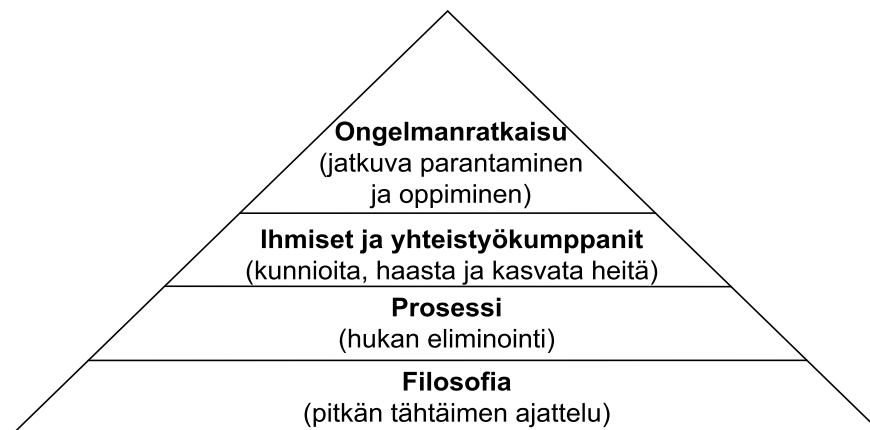 Ongelmanratkaisu
(jatkuva parantaminen
ja oppiminen)
Ihmiset ja yhteistyökumppanit
(kunnioita, haasta ja kasvata heitä)
Prosessi
(hukan eliminointi)
Filosofia
(pitkän tähtäimen ajattelu)